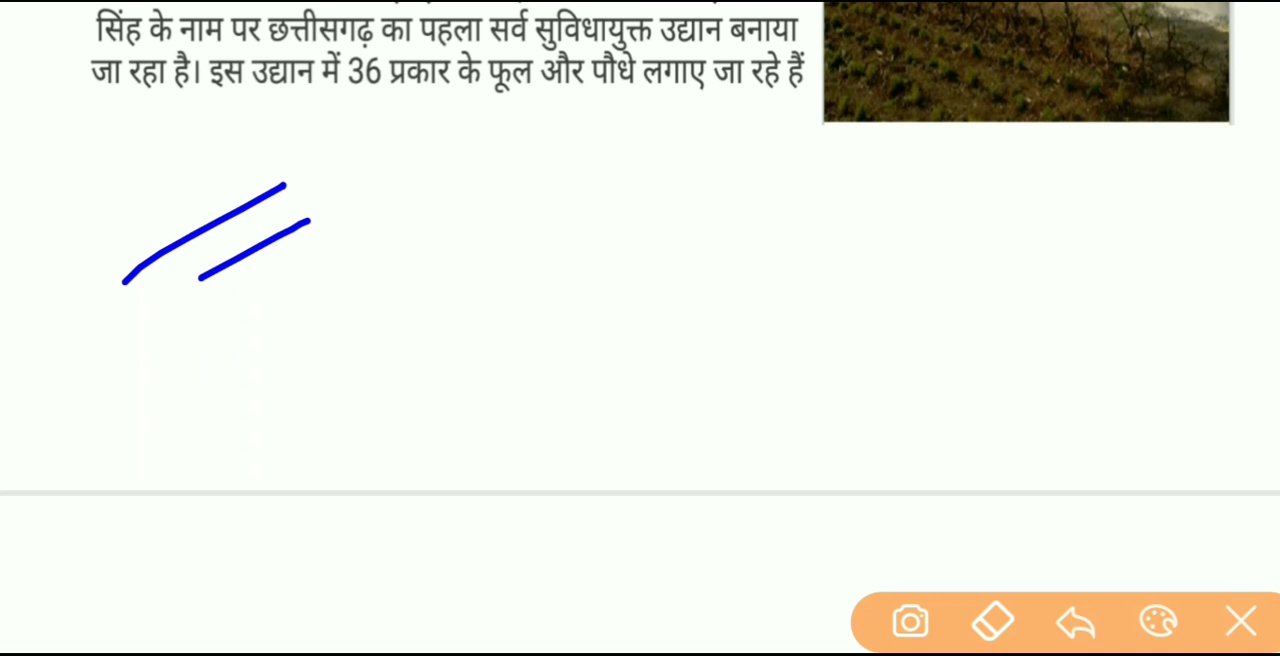 सिंह के नाम पर छत्तीसगढ़ का पहला सर्व सुविधायुक्त उद्यान बनाया
जा रहा है। इस उद्यान में 36 प्रकार के फूल और पौधे लगाए जा रहे हैं